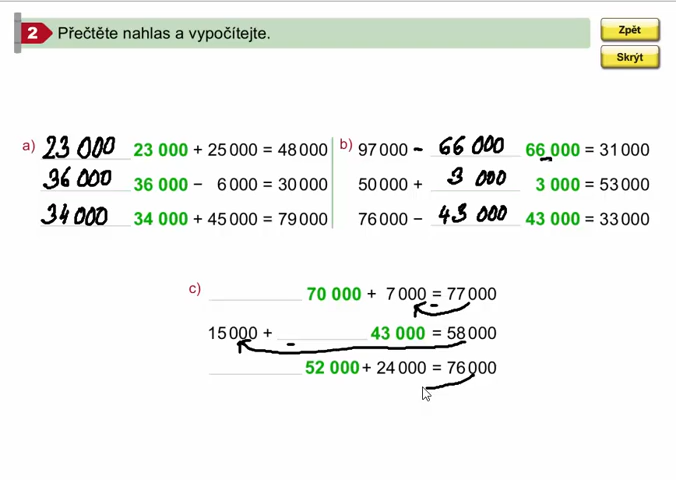 2 Přečtěte nahlas a vypočítejte.
Zpět
Skrýt
a) 23 000 23 000 + 25 000 = 48 000
36 000 36 000 − 6 000 = 30 000
34 000 34 000 + 45 000 = 79 000
b) 97 000 − 66 000 66 000 = 31 000
50 000 + 3 000 3 000 = 53 000
76 000 − 43 000 43 000 = 33 000
c) 70 000 + 7 000 = 77 000
15 000 + 43 000 = 58 000
52 000 + 24 000 = 76 000